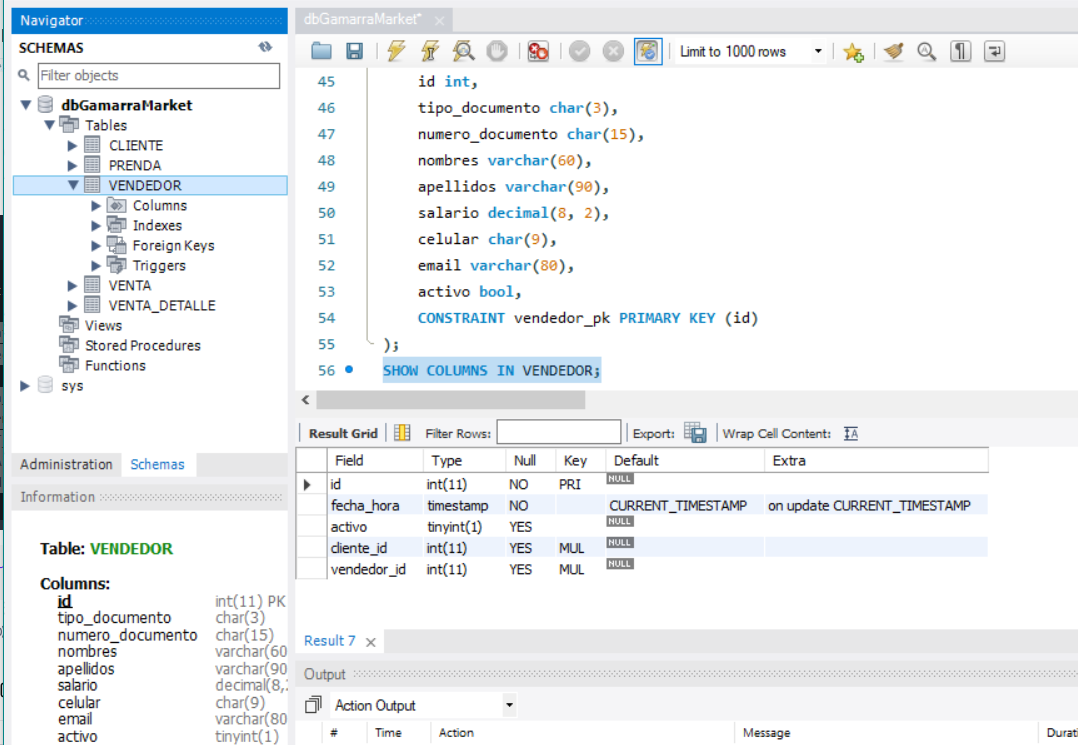 Navigator
SCHEMAS
Filter objects
dbGamarraMarket
Tables
CLIENTE
PRENDA
VENDEDOR
Columns
Indexes
Foreign Keys
Triggers
VENTA
VENTA_DETALLE
Views
Stored Procedures
Functions
sys
Administration Schemas
Information
Table: VENDEDOR
Columns:
id int(11) PK
tipo_documento char(3)
numero_documento char(15)
nombres varchar(60
apellidos varchar(90
salario decimal(8,2
celular char(9)
email varchar(80
activo tinyint(1)
dbGamarraMarket*
Limit to 1000 rows
45 id int,
46 tipo_documento char(3),
47 numero_documento char(15),
48 nombres varchar(60),
49 apellidos varchar(90),
50 salario decimal(8, 2),
51 celular char(9),
52 email varchar(80),
53 activo bool,
54 CONSTRAINT vendedor_pk PRIMARY KEY (id)
55 );
56 SHOW COLUMNS IN VENDEDOR;
Result Grid Filter Rows: Export: Wrap Cell Content:
Field Type Null Key Default Extra
id int(11) NO PRI NULL
fecha_hora timestamp NO CURRENT_TIMESTAMP on update CURRENT_TIMESTAMP
activo tinyint(1) YES NULL
cliente_id int(11) YES MUL NULL
vendedor_id int(11) YES MUL NULL
Result 7
Output
Action Output
# Time Action Message Durati